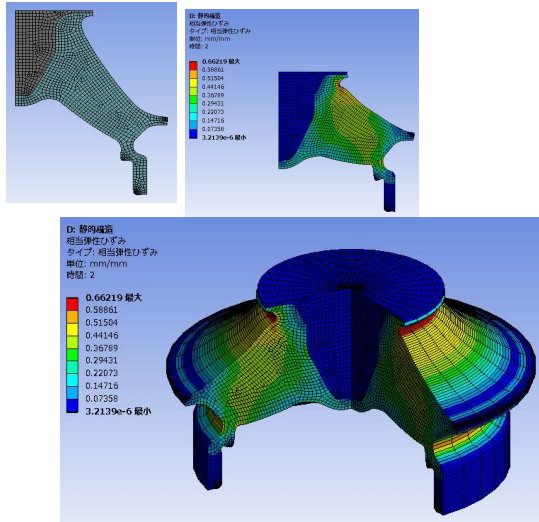 D: 静的構造
相当弾性ひずみ
タイプ: 相当弾性ひずみ
単位: mm/mm
時間: 2
0.66219 最大
0.58861
0.51504
0.44146
0.36789
0.29431
0.22073
0.14716
0.07358
3.2139e-6 最小
D: 静的構造
相当弾性ひずみ
タイプ: 相当弾性ひずみ
単位: mm/mm
時間: 2
0.66219 最大
0.58861
0.51504
0.44146
0.36789
0.29431
0.22073
0.14716
0.07358
3.2139e-6 最小